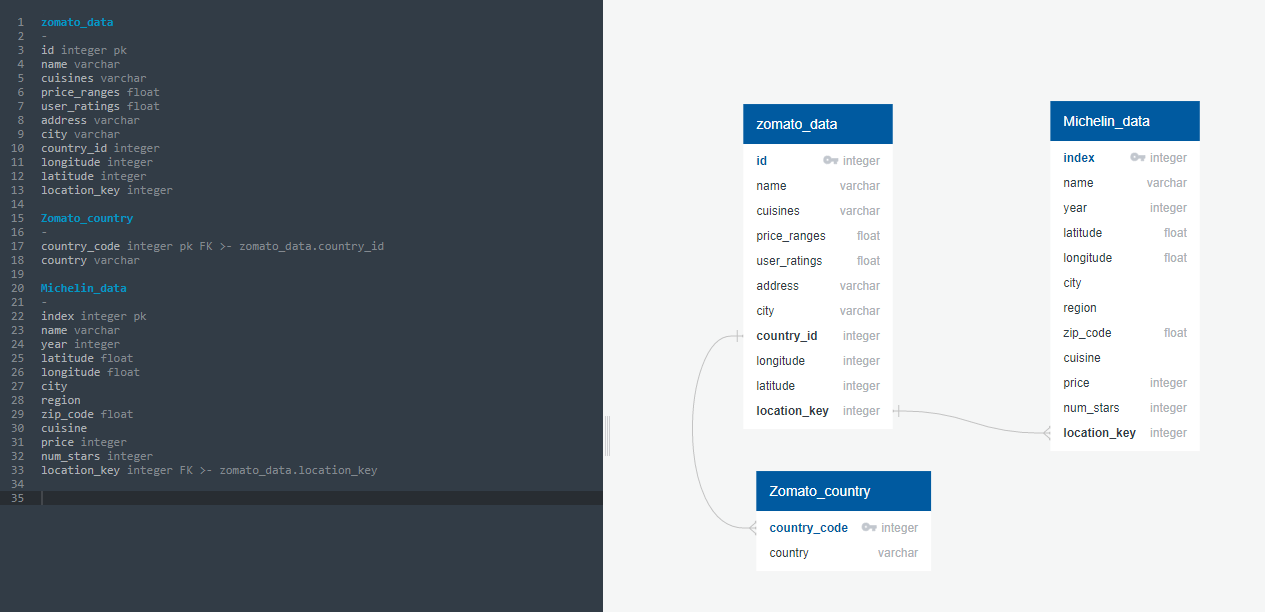 1 zomato_data
2 -
3 id integer pk
4 name varchar
5 cuisines varchar
6 price_ranges float
7 user_ratings float
8 address varchar
9 city varchar
10 country_id integer
11 longitude integer
12 latitude integer
13 location_key integer
14
15 Zomato_country
16 -
17 country_code integer pk FK >- zomato_data.country_id
18 country varchar
19
20 Michelin_data
21 -
22 index integer pk
23 name varchar
24 year integer
25 latitude float
26 longitude float
27 city
28 region
29 zip_code float
30 cuisine
31 price integer
32 num_stars integer
33 location_key integer FK >- zomato_data.location_key
34
35
zomato_data
id integer
name varchar
cuisines varchar
price_ranges float
user_ratings float
address varchar
city varchar
country_id integer
longitude integer
latitude integer
location_key integer
Michelin_data
index integer
name varchar
year integer
latitude float
longitude float
city
region
zip_code float
cuisine
price integer
num_stars integer
location_key integer
Zomato_country
country_code integer
country varchar